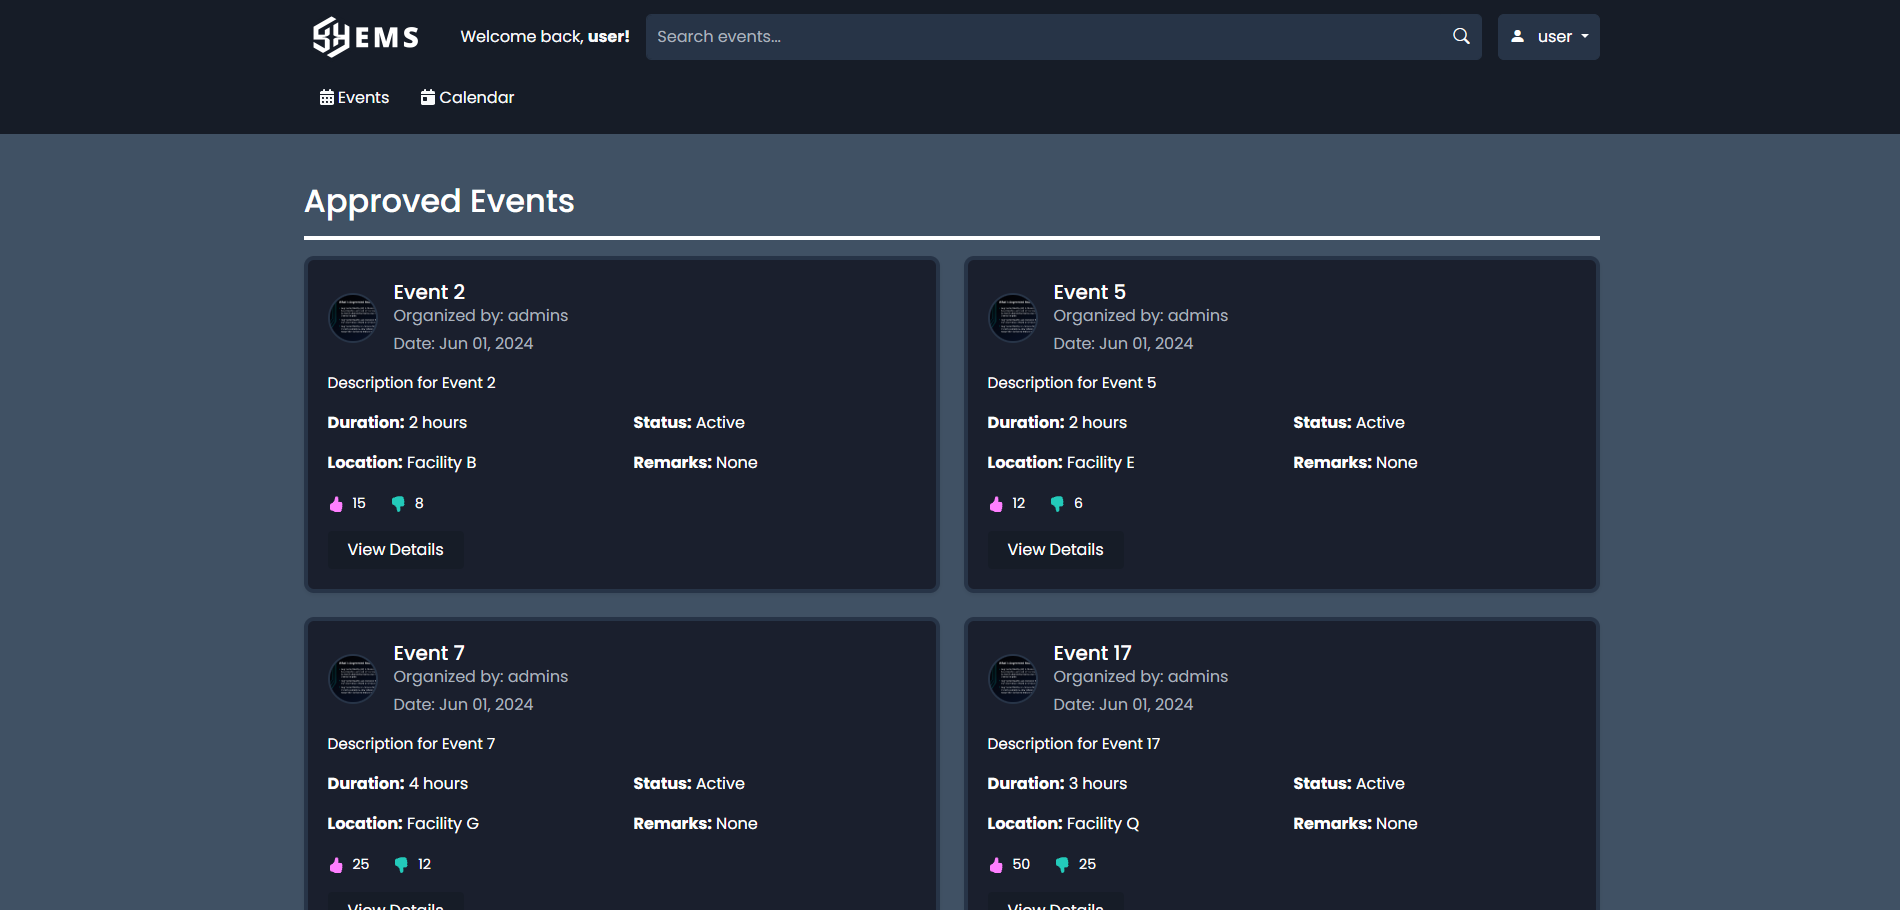 SHEMS
Welcome back, user!
Search events...
user
Events
Calendar
Approved Events
Event 2
Organized by: admins
Date: Jun 01, 2024
Description for Event 2
Duration: 2 hours
Status: Active
Location: Facility B
Remarks: None
15
8
View Details
Event 5
Organized by: admins
Date: Jun 01, 2024
Description for Event 5
Duration: 2 hours
Status: Active
Location: Facility E
Remarks: None
12
6
View Details
Event 7
Organized by: admins
Date: Jun 01, 2024
Description for Event 7
Duration: 4 hours
Status: Active
Location: Facility G
Remarks: None
25
12
View Details
Event 17
Organized by: admins
Date: Jun 01, 2024
Description for Event 17
Duration: 3 hours
Status: Active
Location: Facility Q
Remarks: None
50
25
View Details